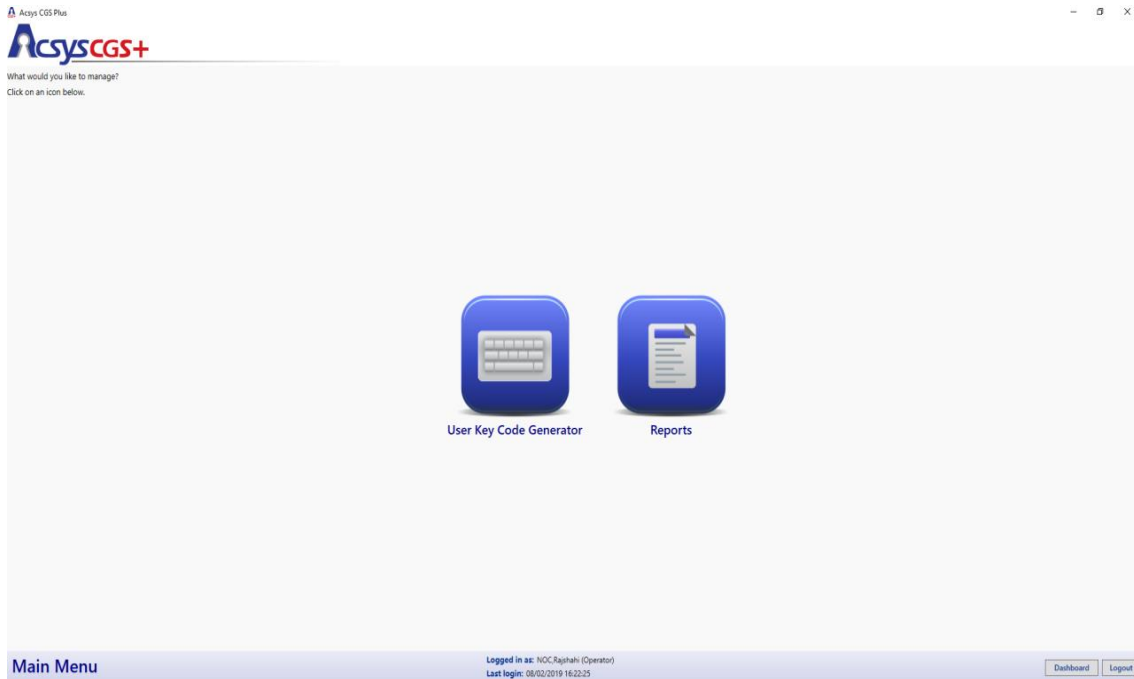 Acsys CGS Plus
AcsysCGS+
What would you like to manage?
Click on an icon below.
User Key Code Generator
Reports
Main Menu
Logged in as: NOC,Rajshahi (Operator)
Last login: 08/02/2019 16:22:25
Dashboard
Logout